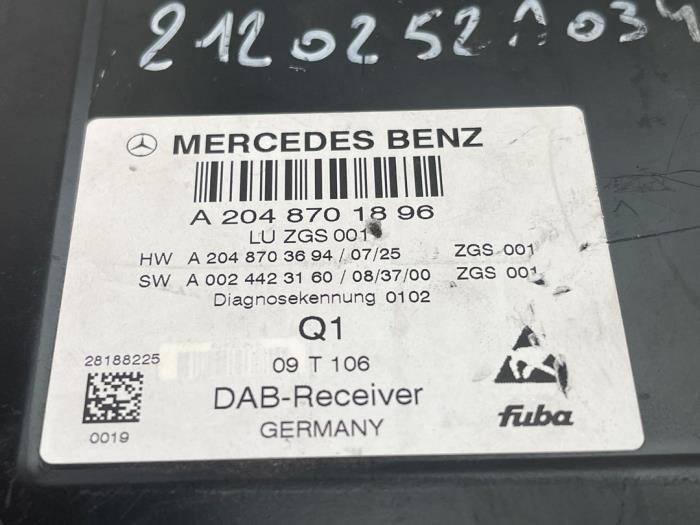 2120252A034
MERCEDES BENZ
A 204 870 18 96
LU ZGS 001
HW A 204 870 36 94 / 07/25 ZGS 001
SW A 002 442 31 60 / 08/37/00 ZGS 001
Diagnosekennung 0102
Q1
28188225
09 T 106
DAB-Receiver
0019
GERMANY
fuba